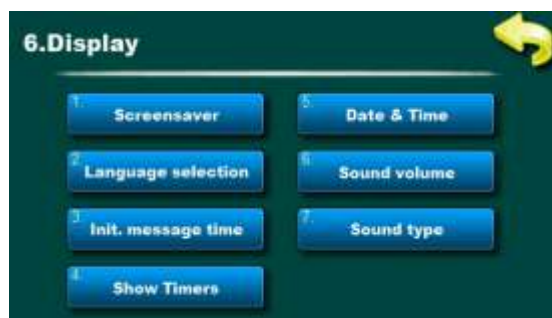 6.Display
1. Screensaver
2. Language selection
3. Init. message time
4. Show Timers
5. Date & Time
6. Sound volume
7. Sound type